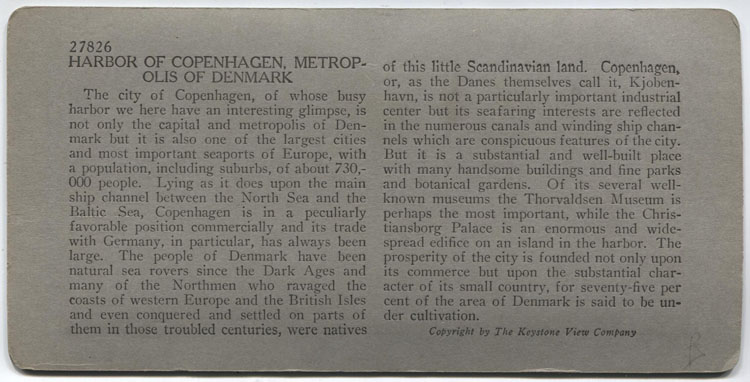 27826
HARBOR OF COPENHAGEN, METROP-
OLIS OF DENMARK
The city of Copenhagen, of whose busy
harbor we here have an interesting glimpse, is
not only the capital and metropolis of Den-
mark but it is also one of the largest cities
and most important seaports of Europe, with
a population, including suburbs, of about 730,-
000 people. Lying as it does upon the main
ship channel between the North Sea and the
Baltic Sea, Copenhagen is in a peculiarly
favorable position commercially and its trade
with Germany, in particular, has always been
large. The people of Denmark have been
natural sea rovers since the Dark Ages and
many of the Northmen who ravaged the
coasts of western Europe and the British Isles
and even conquered and settled on parts of
them in those troubled centuries, were natives
of this little Scandinavian land. Copenhagen,
or, as the Danes themselves call it, Kjoben-
havn, is not a particularly important industrial
center but its seafaring interests are reflected
in the numerous canals and winding ship chan-
nels which are conspicuous features of the city.
But it is a substantial and well-built place
with many handsome buildings and fine parks
and botanical gardens. Of its several well-
known museums the Thorvaldsen Museum is
perhaps the most important, while the Chris-
tiansborg Palace is an enormous and wide-
spread edifice on an island in the harbor. The
prosperity of the city is founded not only upon
its commerce but upon the substantial char-
acter of its small country, for seventy-five per
cent of the area of Denmark is said to be un-
der cultivation.
Copyright by The Keystone View Company